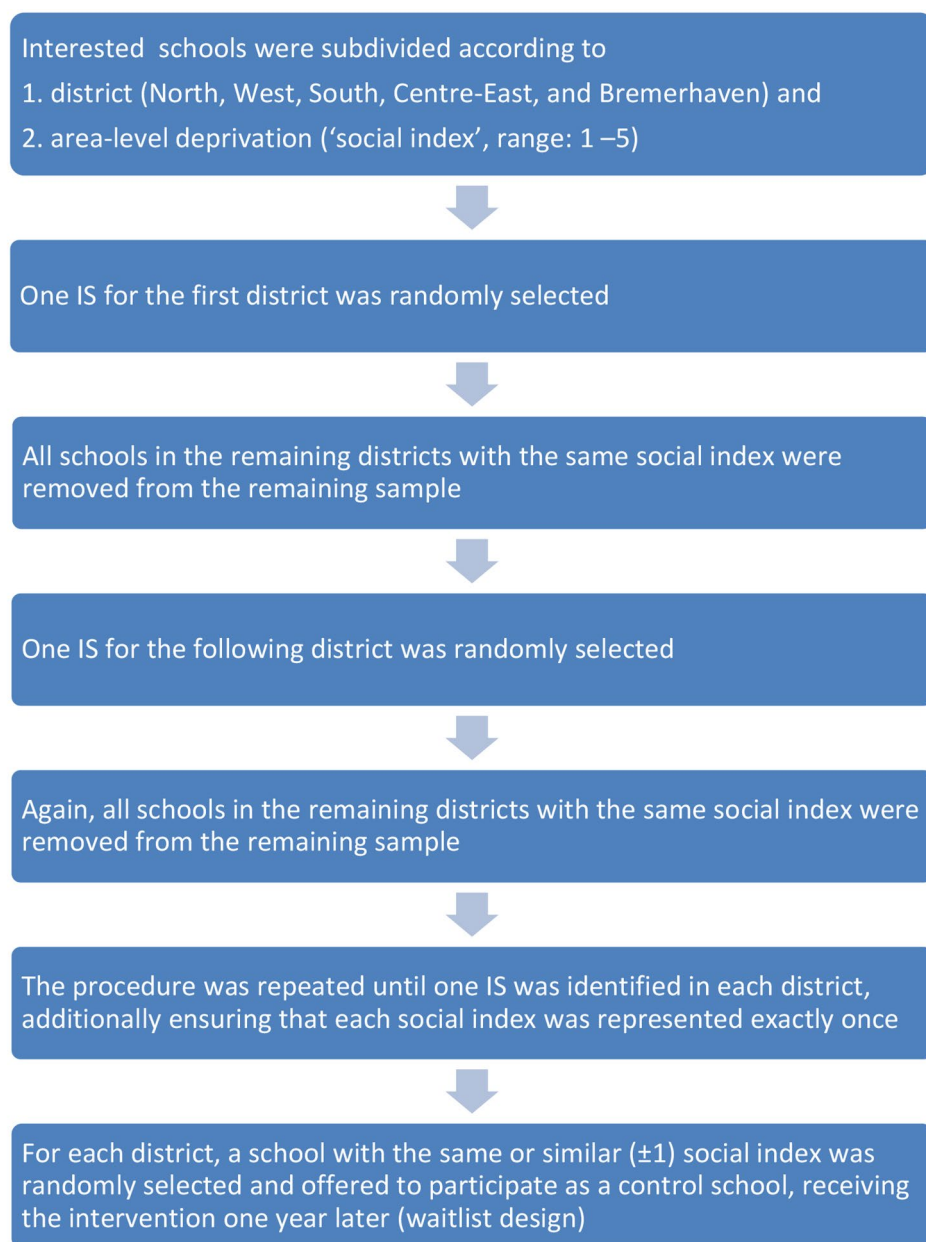 Interested  schools were subdivided according to
1. district (North, West, South, Centre-East, and Bremerhaven) and
2. area-level deprivation (‘social index’, range: 1 –5)
One IS for the first district was randomly selected
All schools in the remaining districts with the same social index were
removed from the remaining sample
One IS for the following district was randomly selected
Again, all schools in the remaining districts with the same social index were
removed from the remaining sample
The procedure was repeated until one IS was identified in each district,
additionally ensuring that each social index was represented exactly once
For each district, a school with the same or similar (±1) social index was
randomly selected and offered to participate as a control school, receiving
the intervention one year later (waitlist design)